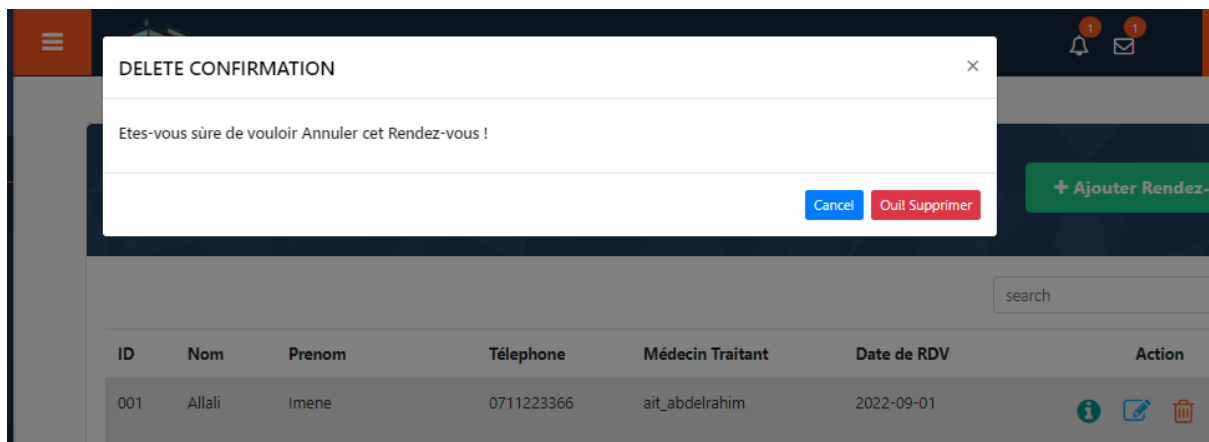 1 1
DELETE CONFIRMATION ×
Etes-vous sùre de vouloir Annuler cet Rendez-vous !
Cancel Oui! Supprimer
+ Ajouter Rendez-
search
ID Nom Prenom Télephone Médecin Traitant Date de RDV Action
001 Allali Imene 0711223366 ait_abdelrahim 2022-09-01